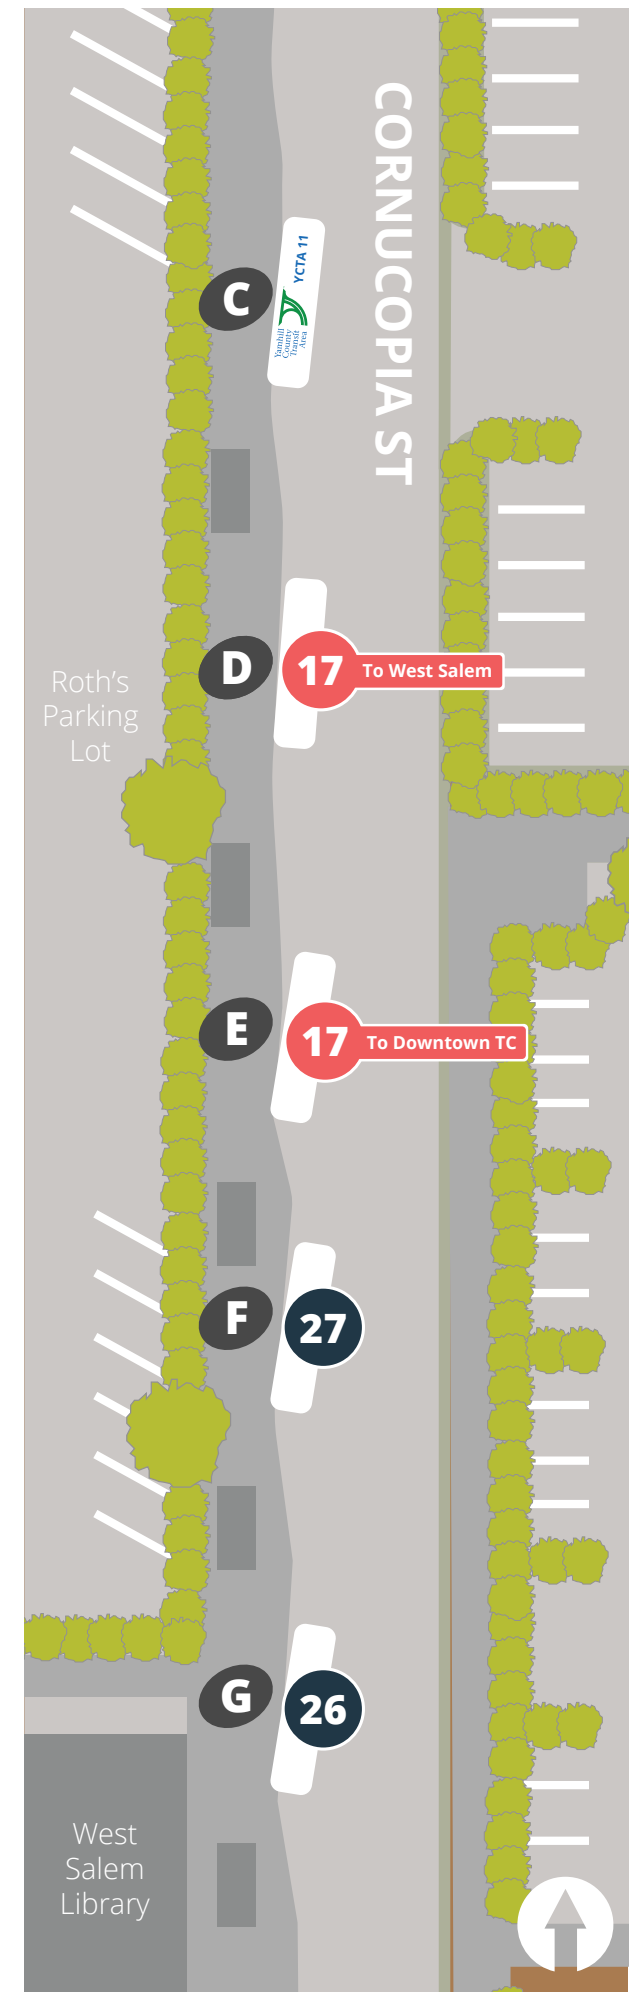 CORNUCOPIA ST
C
YCTA 11
Yamhill
County
Transit
Area
D
17 To West Salem
Roth's
Parking
Lot
E
17 To Downtown TC
F
27
G
26
West
Salem
Library